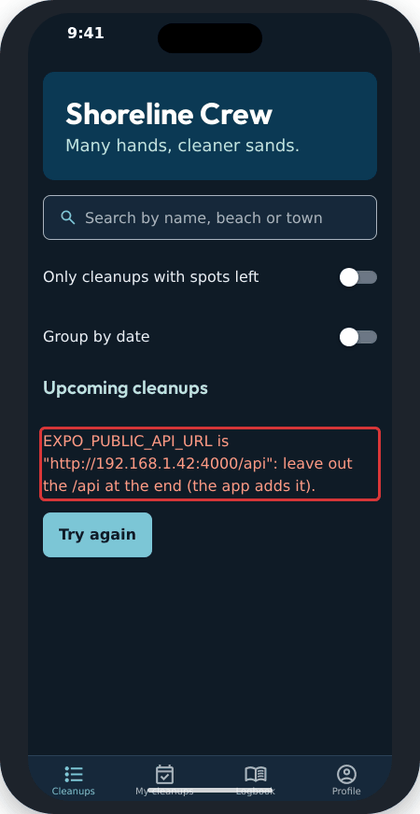 9:41
Shoreline Crew
Many hands, cleaner sands.
Search by name, beach or town
Only cleanups with spots left
Group by date
Upcoming cleanups
EXPO_PUBLIC_API_URL is
"http://192.168.1.42:4000/api": leave out
the /api at the end (the app adds it).
Try again
Cleanups
My cleanups
Logbook
Profile